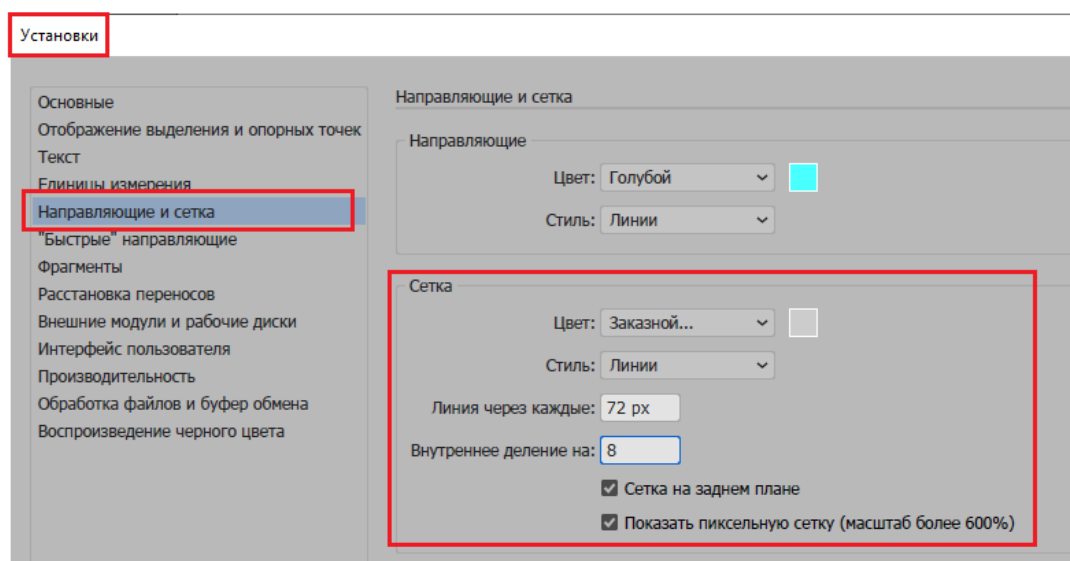 Установки
Основные
Отображение выделения и опорных точек
Текст
Единицы измерения
Направляющие и сетка
"Быстрые" направляющие
Фрагменты
Расстановка переносов
Внешние модули и рабочие диски
Интерфейс пользователя
Производительность
Обработка файлов и буфер обмена
Воспроизведение черного цвета
Направляющие и сетка
Направляющие
Цвет: Голубой
Стиль: Линии
Сетка
Цвет: Заказной...
Стиль: Линии
Линия через каждые: 72 px
Внутреннее деление на: 8
Сетка на заднем плане
Показать пиксельную сетку (масштаб более 600%)